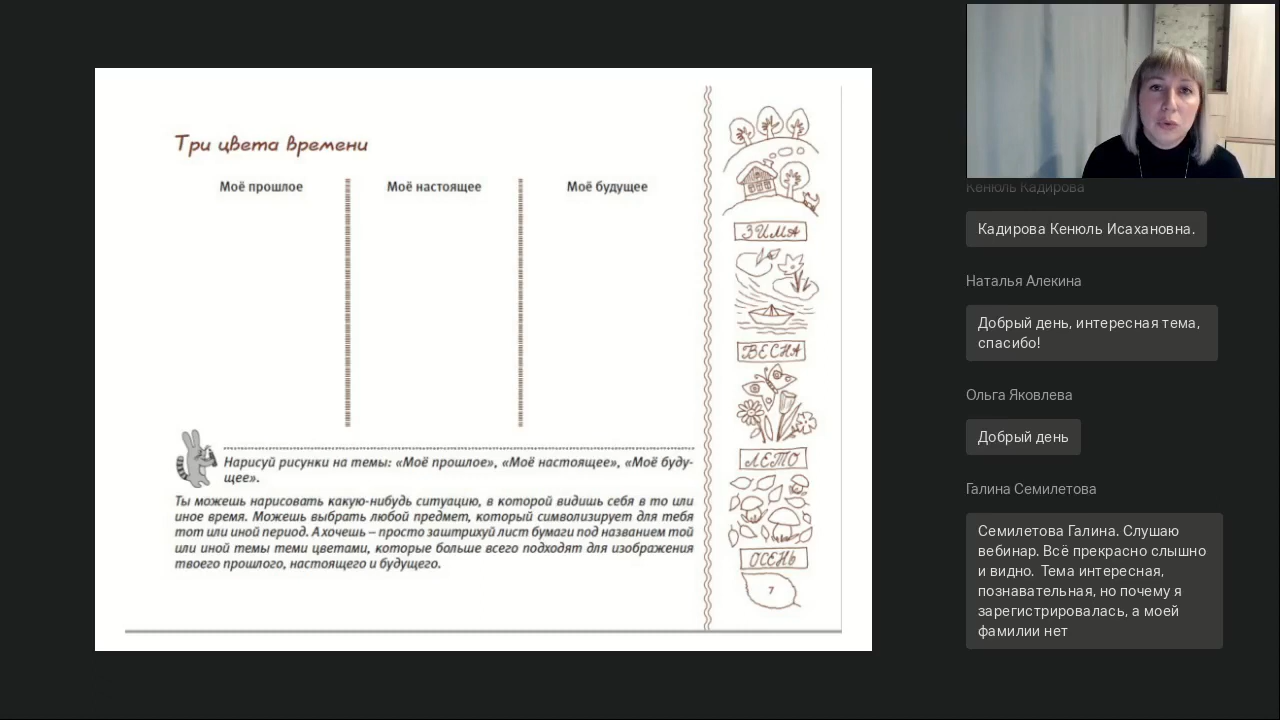 Три цвета времени
Моё прошлое
Моё настоящее
Моё будущее
Нарисуй рисунки на темы: «Моё прошлое», «Моё настоящее», «Моё буду-
щее».
Ты можешь нарисовать какую-нибудь ситуацию, в которой видишь себя в то или
иное время. Можешь выбрать любой предмет, который символизирует для тебя
тот или иной период. А хочешь – просто заштрихуй лист бумаги под названием той
или иной темы теми цветами, которые больше всего подходят для изображения
твоего прошлого, настоящего и будущего.
ЗИМА
ВЕСНА
ЛЕТО
ОСЕНЬ
7
Кенюль Кадирова
Кадирова Кенюль Исахановна.
Наталья Алекина
Добрый день, интересная тема,
спасибо!
Ольга Яковлева
Добрый день
Галина Семилетова
Семилетова Галина. Слушаю
вебинар. Всё прекрасно слышно
и видно. Тема интересная,
познавательная, но почему я
зарегистрировалась, а моей
фамилии нет